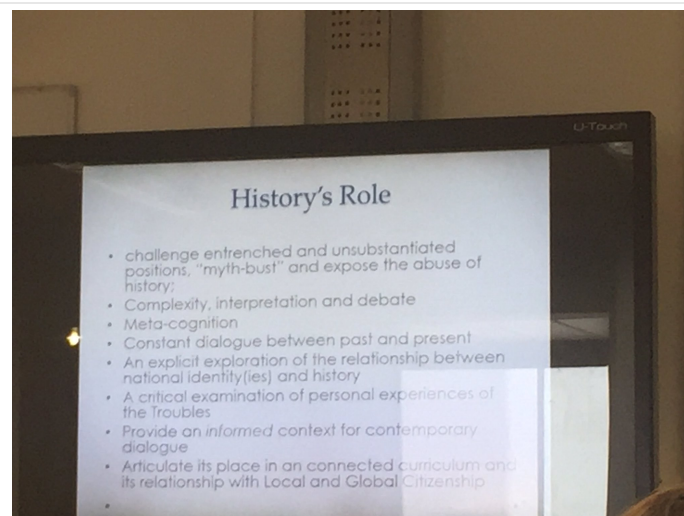 U-Touch
History's Role
• challenge entrenched and unsubstantiated
positions, "myth-bust" and expose the abuse of
history;
• Complexity, interpretation and debate
• Meta-cognition
• Constant dialogue between past and present
• An explicit exploration of the relationship between
national identity(ies) and history
• A critical examination of personal experiences of
the Troubles
• Provide an informed context for contemporary
dialogue
• Articulate its place in an connected curriculum and
its relationship with Local and Global Citizenship
•